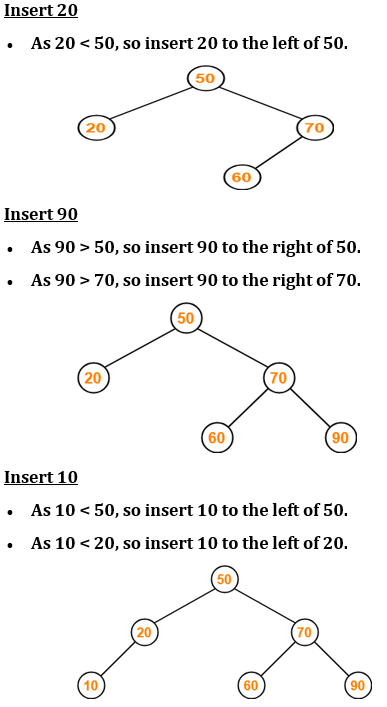 Insert 20
• As 20 < 50, so insert 20 to the left of 50.
50
20 70
60
Insert 90
• As 90 > 50, so insert 90 to the right of 50.
• As 90 > 70, so insert 90 to the right of 70.
50
20 70
60 90
Insert 10
• As 10 < 50, so insert 10 to the left of 50.
• As 10 < 20, so insert 10 to the left of 20.
50
20 70
10 60 90